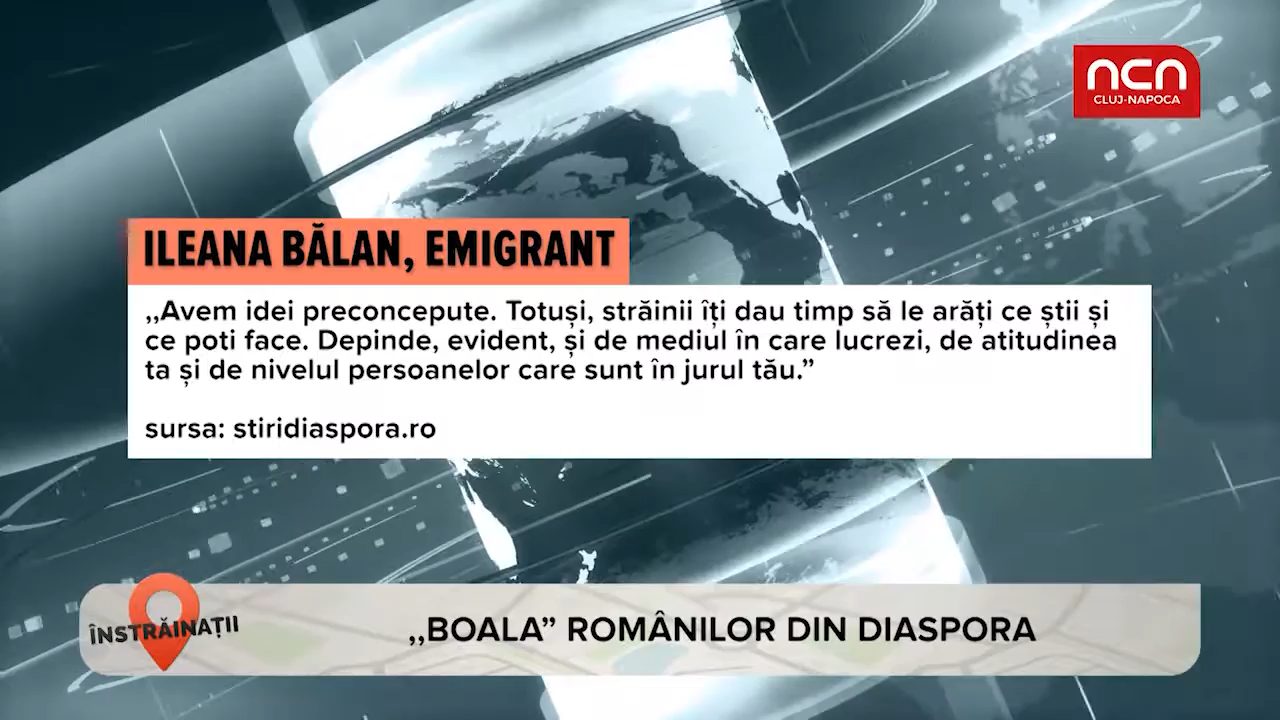 ncn
CLUJ-NAPOCA
ILEANA BĂLAN, EMIGRANT
,,Avem idei preconcepute. Totuși, străinii îți dau timp să le arăți ce știi și
ce poti face. Depinde, evident, și de mediul în care lucrezi, de atitudinea
ta și de nivelul persoanelor care sunt în jurul tău.”
sursa: stiridiaspora.ro
ÎNSTRĂINAȚII
,,BOALA” ROMÂNILOR DIN DIASPORA